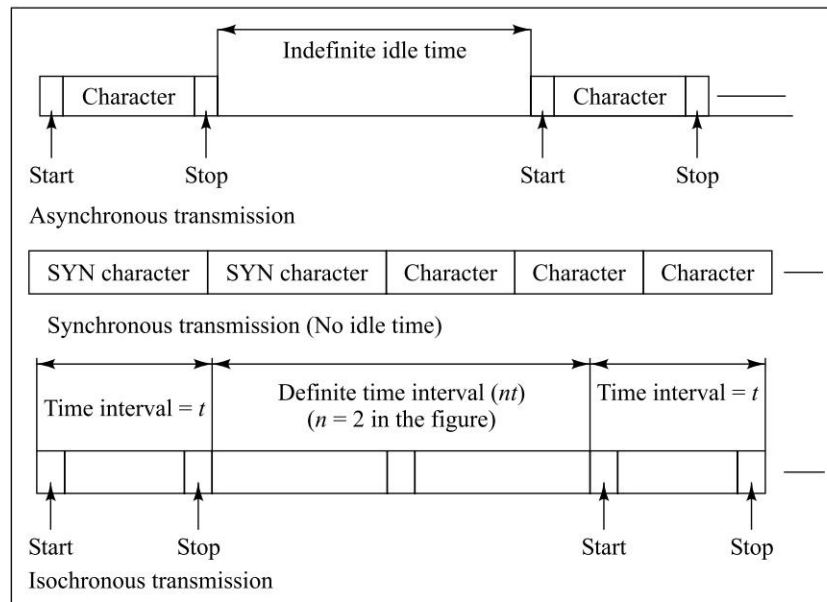 Indefinite idle time
Character
Character
Start
Stop
Start
Stop
Asynchronous transmission
SYN character
SYN character
Character
Character
Character
Synchronous transmission (No idle time)
Time interval = t
Definite time interval (nt)
(n = 2 in the figure)
Time interval = t
Start
Stop
Start
Stop
Isochronous transmission